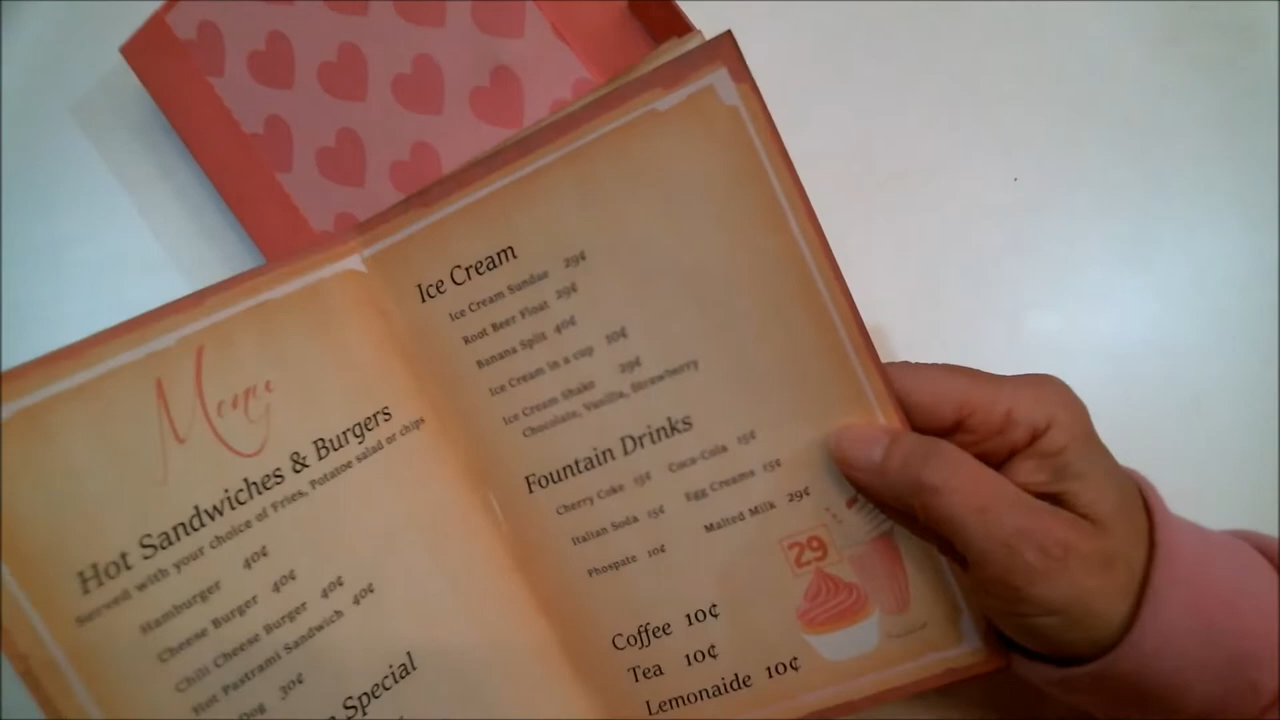 Menu
Hot Sandwiches & Burgers
Served with your choice of Fries, Potatoe salad or chips
Hamburger 40¢
Cheese Burger 40¢
Chili Cheese Burger 40¢
Hot Pastrami Sandwich 40¢
Dog 30¢
Special
Ice Cream
Ice Cream Sundae 29¢
Root Beer Float 29¢
Banana Split 40¢
Ice Cream in a cup 10¢
Ice Cream Shake 29¢
Chocolate, Vanilla, Strawberry
Fountain Drinks
Cherry Coke 15¢ Coca-Cola 15¢
Italian Soda 15¢ Egg Creams 15¢
Phospate 10¢ Malted Milk 29¢
29
Coffee 10¢
Tea 10¢
Lemonaide 10¢